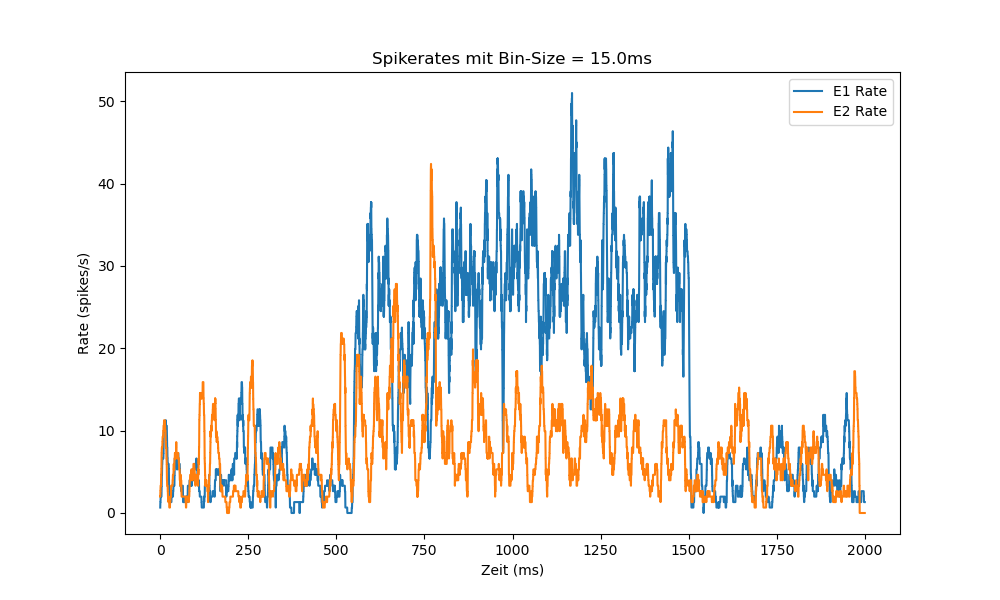 Spikerates mit Bin-Size = 15.0ms
E1 Rate
E2 Rate
50
40
30
20
10
0
Rate (spikes/s)
0 250 500 750 1000 1250 1500 1750 2000
Zeit (ms)